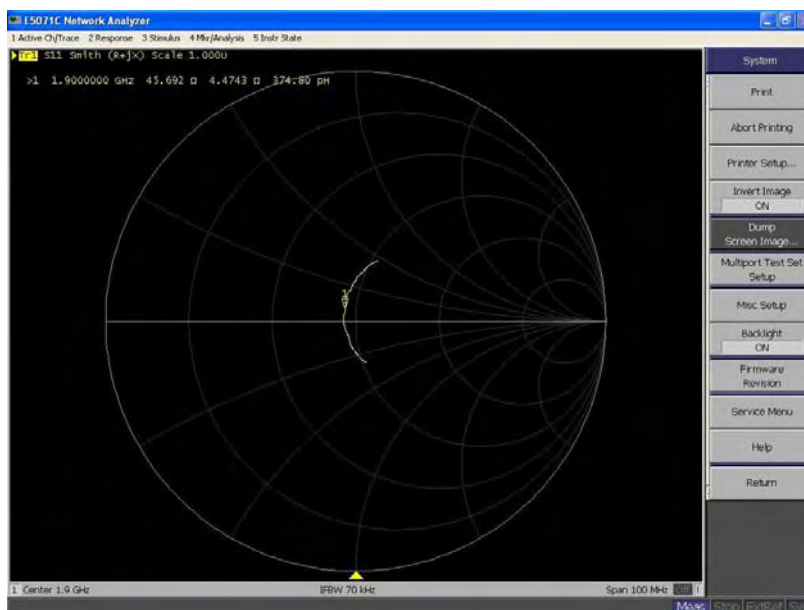 E5071C Network Analyzer
1 Active Ch/Trace 2 Response 3 Stimulus 4 Mkr/Analysis 5 Instr State
Tr1 S11 Smith (R+jX) Scale 1.000U
>1 1.9000000 GHz 45.692 Ω 4.4743 Ω 374.80 pH
System
Print
Abort Printing
Printer Setup...
Invert Image
ON
Dump
Screen Image...
Multiport Test Set
Setup
Misc Setup
Backlight
ON
Firmware
Revision
Service Menu
Help
Return
1 Center 1.9 GHz IFBW 70 kHz Span 100 MHz Off !
Meas Stop ExtRef